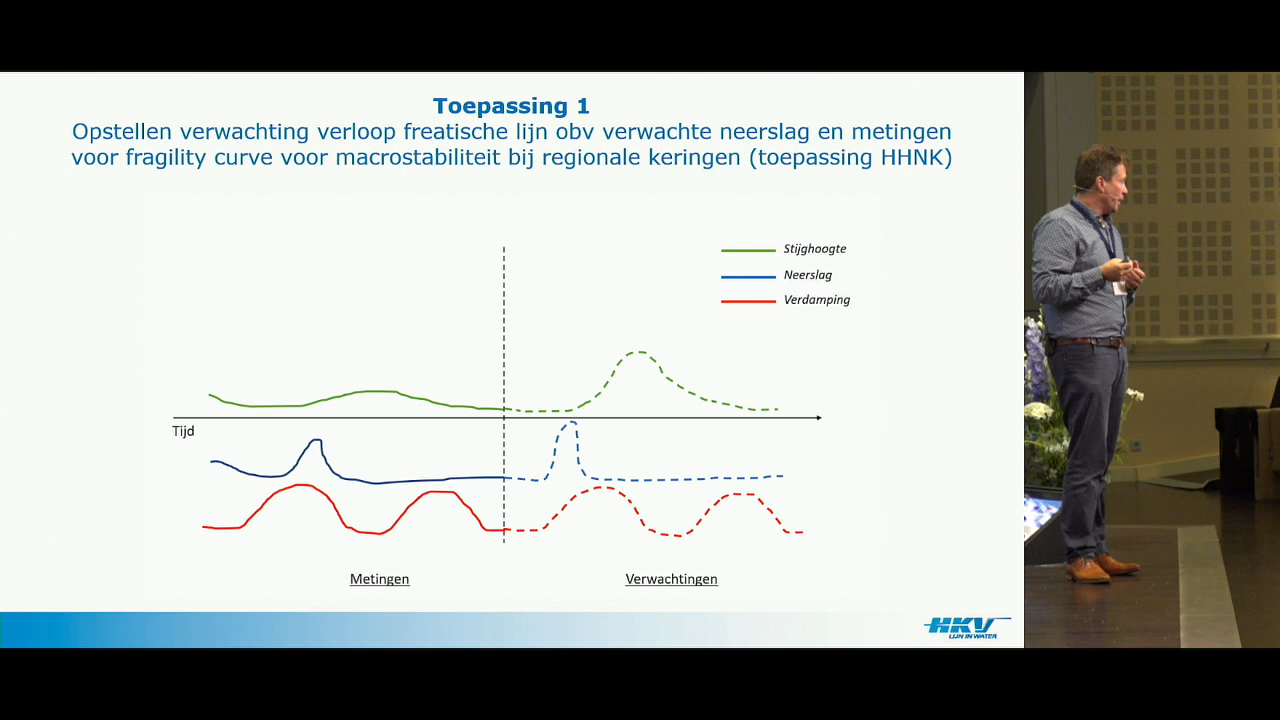 Toepassing 1
Opstellen verwachting verloop freatische lijn obv verwachte neerslag en metingen
voor fragility curve voor macrostabiliteit bij regionale keringen (toepassing HHNK)
Stijghoogte
Neerslag
Verdamping
Tijd
Metingen
Verwachtingen
HKV
LIJN IN WATER